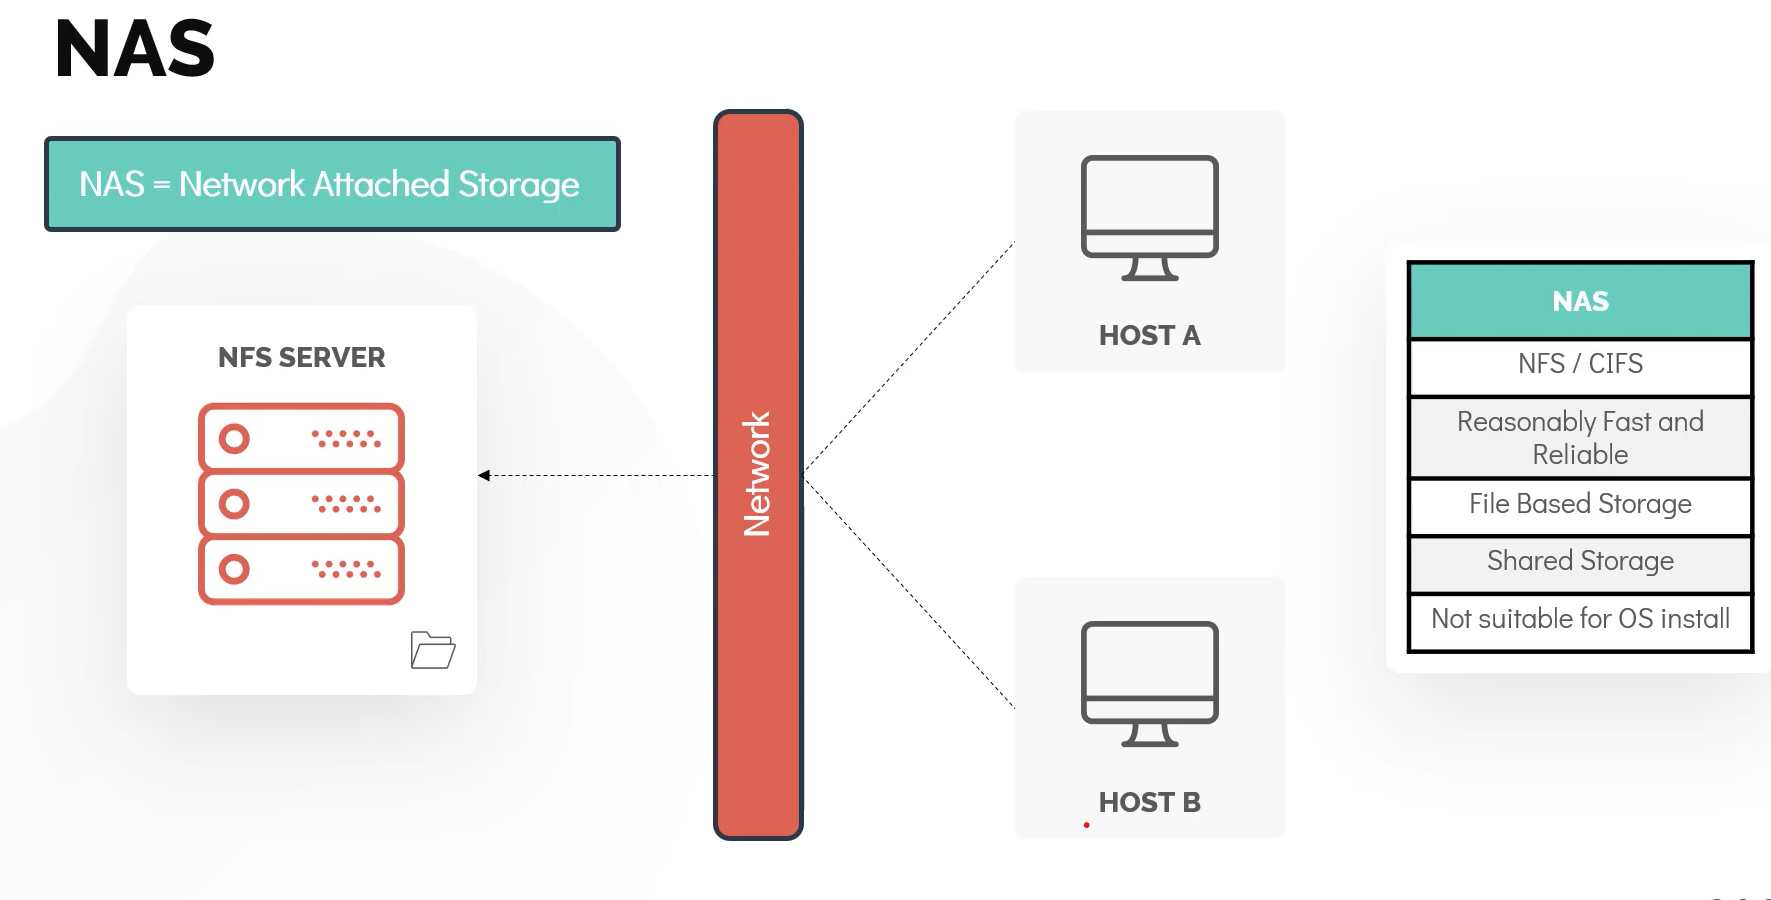 NAS
NAS = Network Attached Storage
NFS SERVER
Network
HOST A
HOST B
NAS
NFS / CIFS
Reasonably Fast and
Reliable
File Based Storage
Shared Storage
Not suitable for OS install